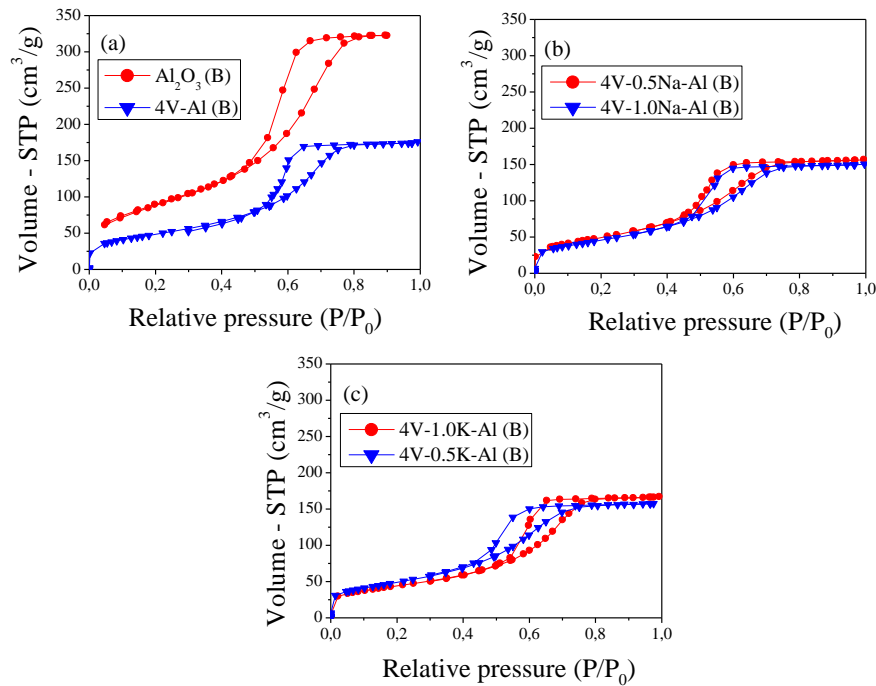 (a)
Al₂O₃ (B)
4V-Al (B)
Volume - STP (cm³/g)
350
300
250
200
150
100
50
0
0,0 0,2 0,4 0,6 0,8 1,0
Relative pressure (P/P₀)
(b)
4V-0.5Na-Al (B)
4V-1.0Na-Al (B)
Volume - STP (cm³/g)
350
300
250
200
150
100
50
0
0,0 0,2 0,4 0,6 0,8 1,0
Relative pressure (P/P₀)
(c)
4V-1.0K-Al (B)
4V-0.5K-Al (B)
Volume - STP (cm³/g)
350
300
250
200
150
100
50
0
0,0 0,2 0,4 0,6 0,8 1,0
Relative pressure (P/P₀)